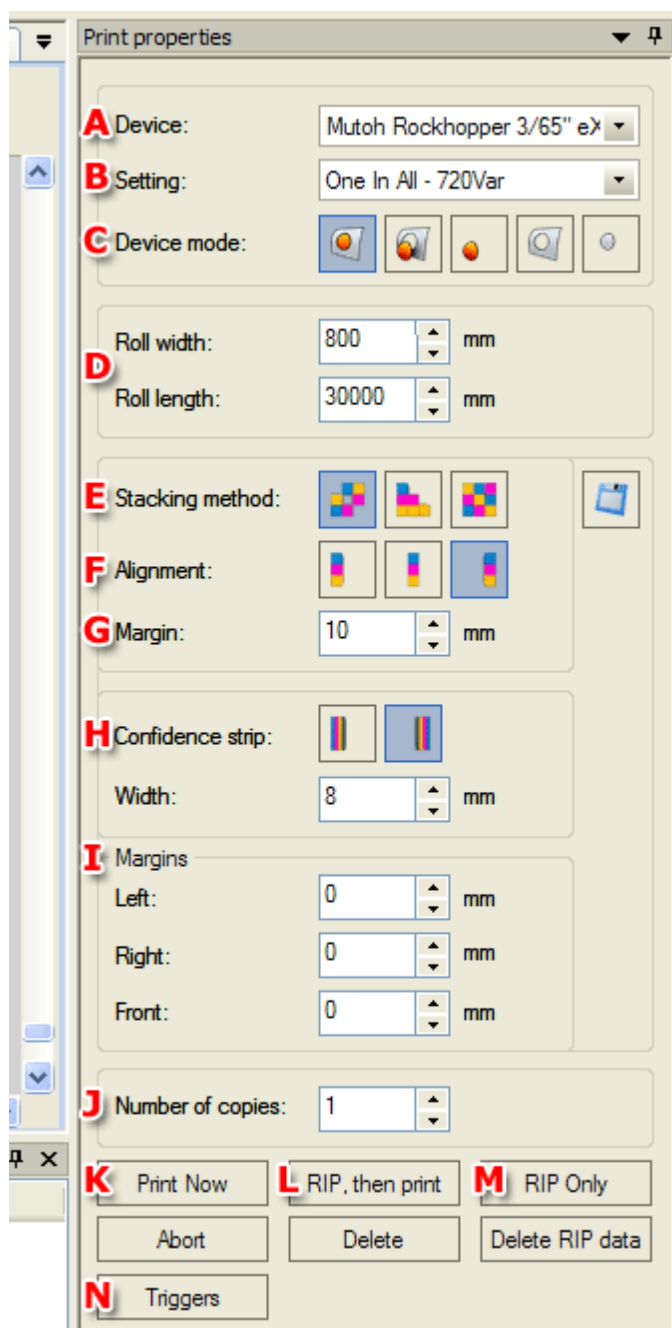 Print properties
A Device: Mutoh Rockhopper 3/65" eX
B Setting: One In All - 720Var
C Device mode:
Roll width: 800 mm
D
Roll length: 30000 mm
E Stacking method:
F Alignment:
G Margin: 10 mm
H Confidence strip:
Width: 8 mm
I Margins
Left: 0 mm
Right: 0 mm
Front: 0 mm
J Number of copies: 1
K Print Now L RIP, then print M RIP Only
Abort Delete Delete RIP data
N Triggers